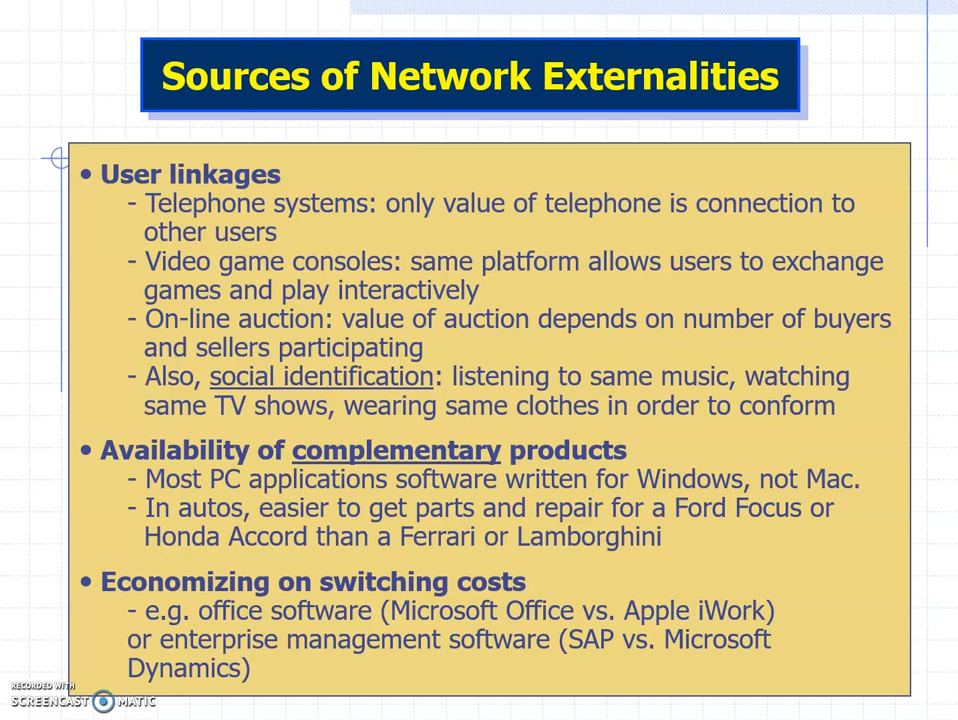 Sources of Network Externalities
• User linkages
- Telephone systems: only value of telephone is connection to
other users
- Video game consoles: same platform allows users to exchange
games and play interactively
- On-line auction: value of auction depends on number of buyers
and sellers participating
- Also, social identification: listening to same music, watching
same TV shows, wearing same clothes in order to conform
• Availability of complementary products
- Most PC applications software written for Windows, not Mac.
- In autos, easier to get parts and repair for a Ford Focus or
Honda Accord than a Ferrari or Lamborghini
• Economizing on switching costs
- e.g. office software (Microsoft Office vs. Apple iWork)
or enterprise management software (SAP vs. Microsoft
Dynamics)
RECORDED WITH
SCREENCAST MATIC